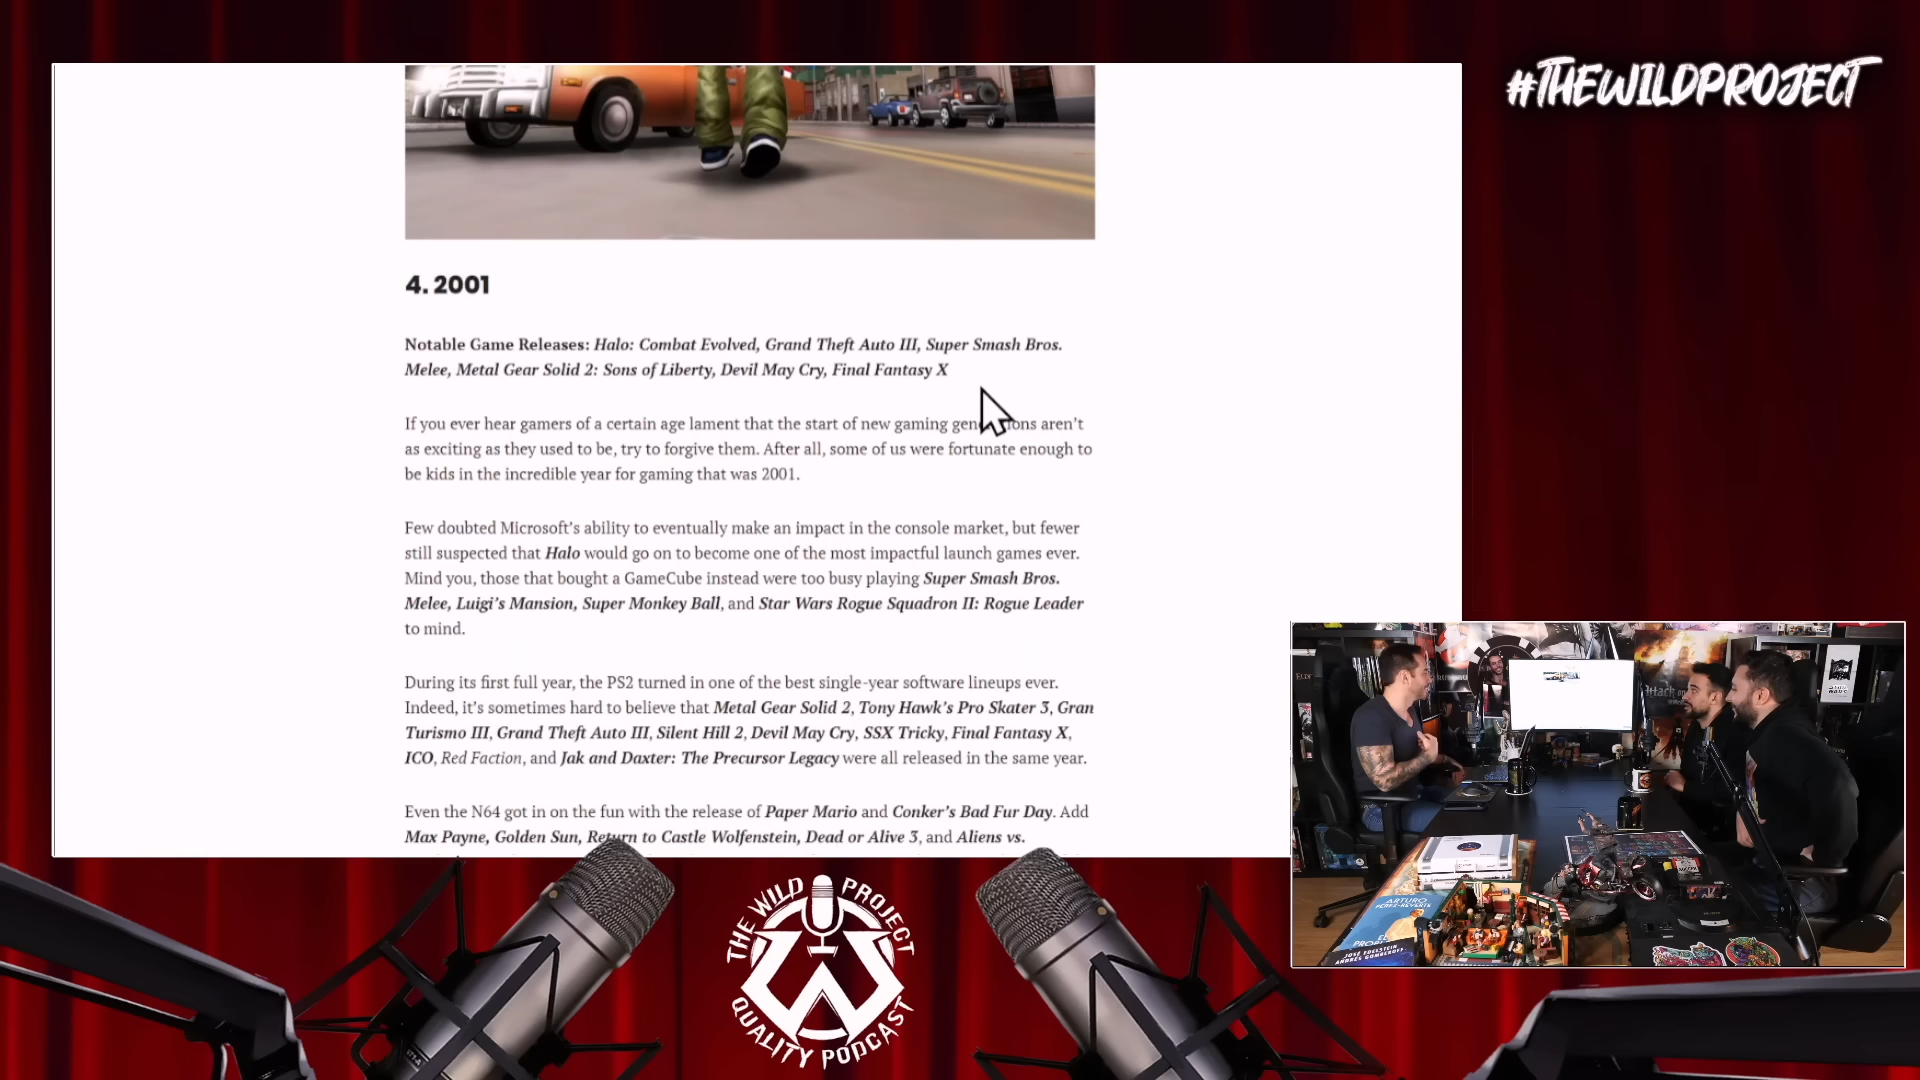 #THEWILDPROJECT
4. 2001
Notable Game Releases: Halo: Combat Evolved, Grand Theft Auto III, Super Smash Bros.
Melee, Metal Gear Solid 2: Sons of Liberty, Devil May Cry, Final Fantasy X
If you ever hear gamers of a certain age lament that the start of new gaming aren't
as exciting as they used to be, try to forgive them. After all, some of us were fortunate enough to
be kids in the incredible year for gaming that was 2001.
Few doubted Microsoft's ability to eventually make an impact in the console market, but fewer
still suspected that Halo would go on to become one of the most impactful launch games ever.
Mind you, those that bought a GameCube instead were too busy playing Super Smash Bros.
Melee, Luigi's Mansion, Super Monkey Ball, and Star Wars Rogue Squadron II: Rogue Leader
to mind.
During its first full year, the PS2 turned in one of the best single-year software lineups ever.
Indeed, it's sometimes hard to believe that Metal Gear Solid 2, Tony Hawk's Pro Skater 3, Gran
Turismo III, Grand Theft Auto III, Silent Hill 2, Devil May Cry, SSX Tricky, Final Fantasy X,
ICO, Red Faction, and Jak and Daxter: The Precursor Legacy were all released in the same year.
Even the N64 got in on the fun with the release of Paper Mario and Conker's Bad Fur Day. Add
Max Payne, Golden Sun, Return to Castle Wolfenstein, Dead or Alive 3, and Aliens vs.
THE WILD PROJECT
QUALITY PODCAST
ARTURO
PÉREZ-REVERTE